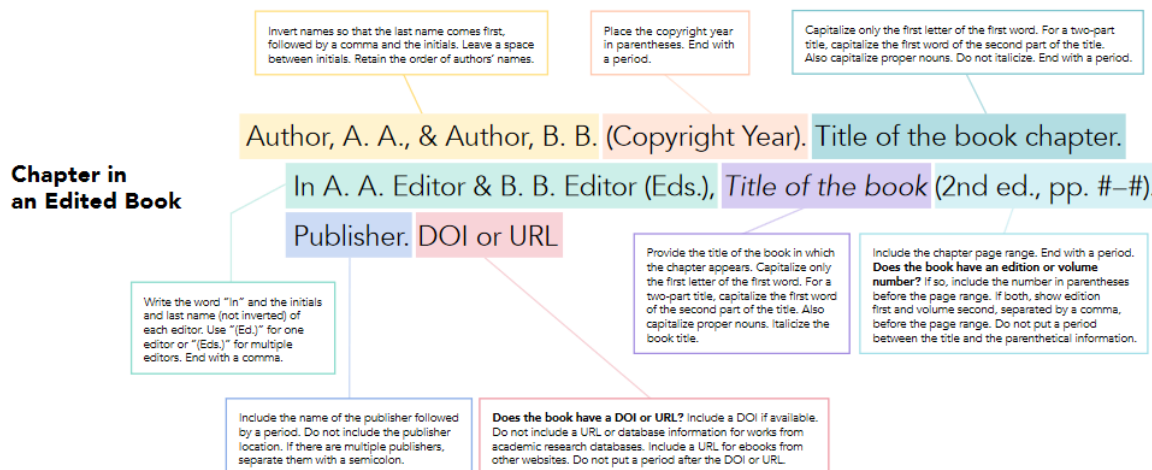 Invert names so that the last name comes first,
followed by a comma and the initials. Leave a space
between initials. Retain the order of authors' names.
Place the copyright year
in parentheses. End with
a period.
Capitalize only the first letter of the first word. For a two-part
title, capitalize the first word of the second part of the title.
Also capitalize proper nouns. Do not italicize. End with a period.
Chapter in
an Edited Book
Author, A. A., & Author, B. B. (Copyright Year). Title of the book chapter.
In A. A. Editor & B. B. Editor (Eds.), Title of the book (2nd ed., pp. #–#).
Publisher. DOI or URL
Write the word "In" and the initials
and last name (not inverted) of
each editor. Use "(Ed.)" for one
editor or "(Eds.)" for multiple
editors. End with a comma.
Provide the title of the book in which
the chapter appears. Capitalize only
the first letter of the first word. For a
two-part title, capitalize the first word
of the second part of the title. Also
capitalize proper nouns. Italicize the
book title.
Include the chapter page range. End with a period.
Does the book have an edition or volume
number? If so, include the number in parentheses
before the page range. If both, show edition
first and volume second, separated by a comma,
before the page range. Do not put a period
between the title and the parenthetical information.
Include the name of the publisher followed
by a period. Do not include the publisher
location. If there are multiple publishers,
separate them with a semicolon.
Does the book have a DOI or URL? Include a DOI if available.
Do not include a URL or database information for works from
academic research databases. Include a URL for ebooks from
other websites. Do not put a period after the DOI or URL.